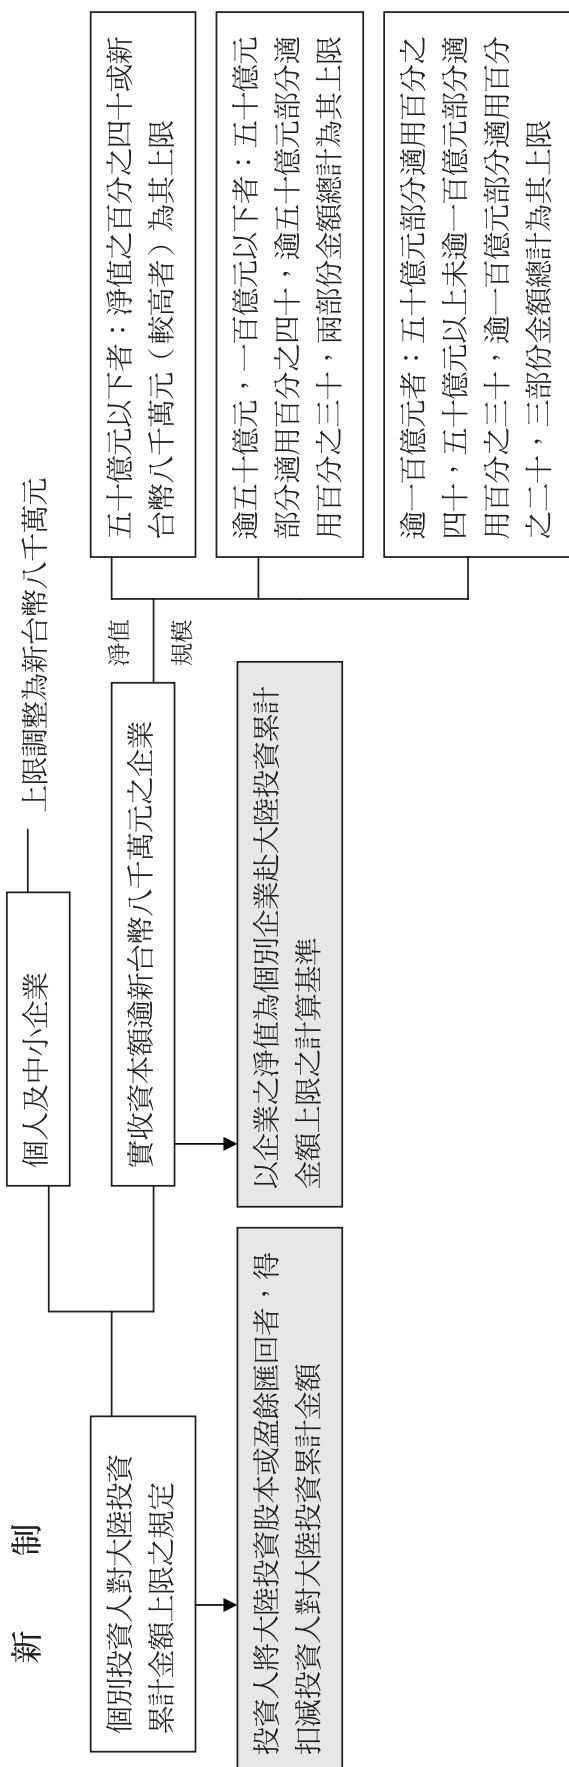 新 制
個別投資人對大陸投資
累計金額上限之規定
投資人將大陸投資股本或盈餘匯回者，得
扣減投資人對大陸投資累計金額
個人及中小企業
上限調整為新台幣八千萬元
實收資本額逾新台幣八千萬元之企業
以企業之淨值為個別企業赴大陸投資累計
金額上限之計算基準
淨值
規模
五十億元以下者：淨值之百分之四十或新
台幣八千萬元（較高者）為其上限
逾五十億元，一百億元以下者：五十億元
部分適用百分之四十，逾五十億元部分適
用百分之三十，兩部份金額總計為其上限
逾一百億元者：五十億元部分適用百分之
四十，五十億元以上未逾一百億元部分適
用百分之三十，逾一百億元部分適用百分
之二十，三部份金額總計為其上限